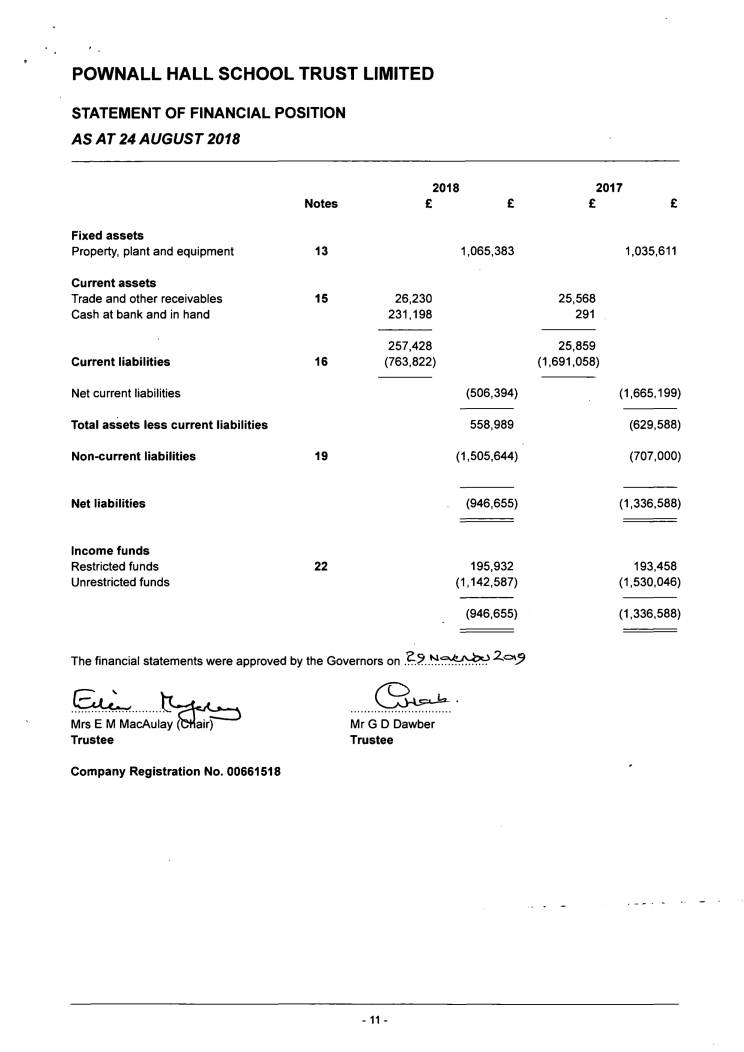 POWNALL HALL SCHOOL TRUST LIMITED
STATEMENT OF FINANCIAL POSITION
AS AT 24 AUGUST 2018
2018 2017
Notes £ £ £ £
Fixed assets
Property, plant and equipment 13 1,065,383 1,035,611
Current assets
Trade and other receivables 15 26,230 25,568
Cash at bank and in hand 231,198 291
257,428 25,859
Current liabilities 16 (763,822) (1,691,058)
Net current liabilities (506,394) (1,665,199)
Total assets less current liabilities 558,989 (629,588)
Non-current liabilities 19 (1,505,644) (707,000)
Net liabilities (946,655) (1,336,588)
Income funds
Restricted funds 22 195,932 193,458
Unrestricted funds (1,142,587) (1,530,046)
(946,655) (1,336,588)
The financial statements were approved by the Governors on 29 November 2019
Mrs E M MacAulay (Chair) Mr G D Dawber
Trustee Trustee
Company Registration No. 00661518
- 11 -